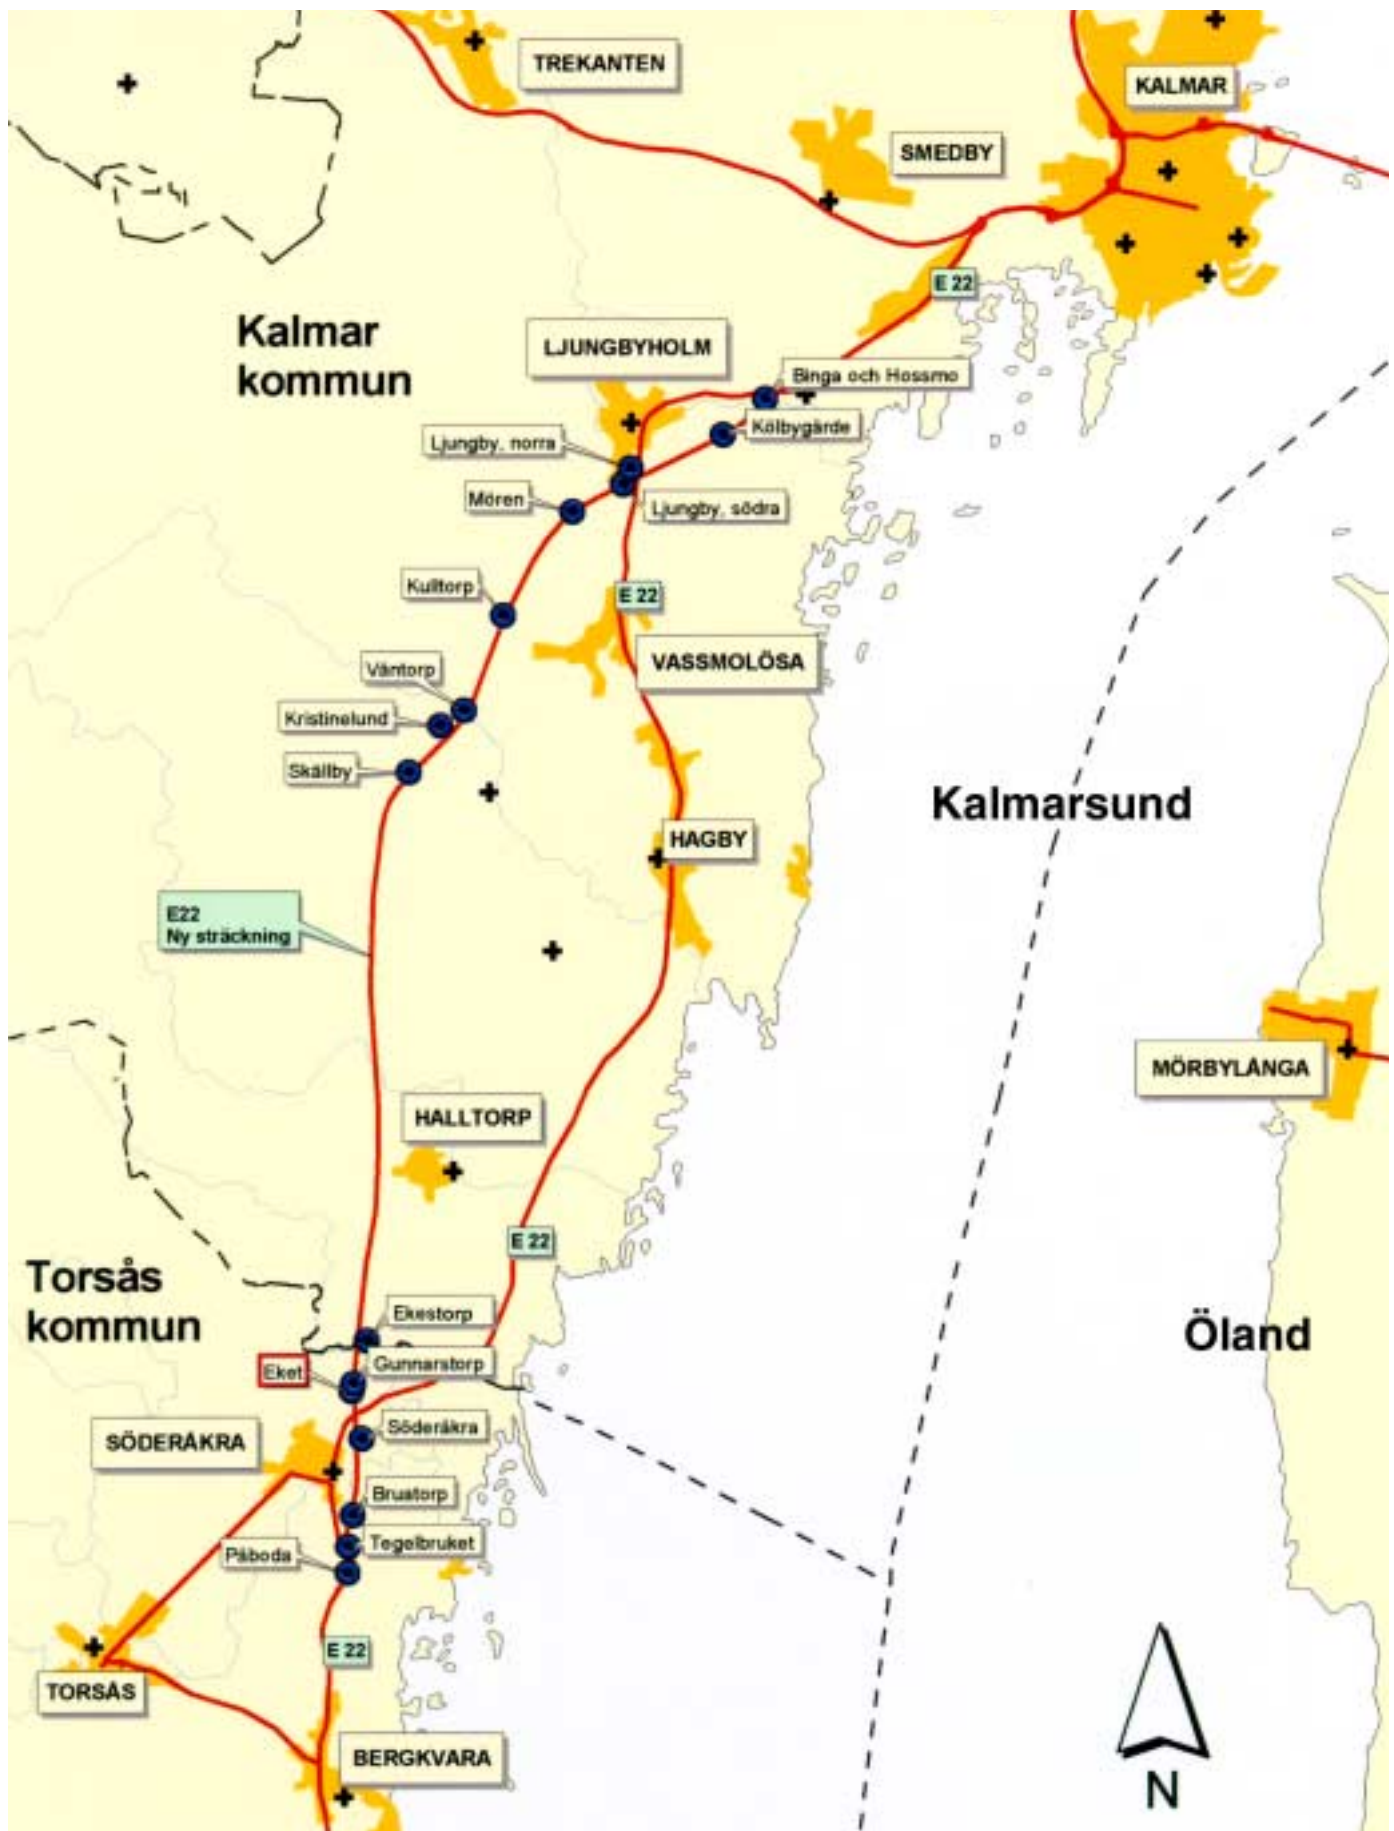 TREKANTEN
KALMAR
SMEDBY
E 22
Kalmar
kommun
LJUNGBYHOLM
Binga och Hossmo
Kölbygärde
Ljungby, norra
Mören
Ljungby, södra
Kulltorp
E 22
VASSMOLÖSA
Väntorp
Kristinelund
Skällby
Kalmarsund
HAGBY
E22
Ny sträckning
MÖRBYLÅNGA
HALLTORP
E 22
Torsås
kommun
Ekestorp
Öland
Gunnarstorp
Eket
Söderåkra
SÖDERÅKRA
Bruatorp
Tegelbruket
Påboda
E 22
TORSÅS
BERGKVARA
N